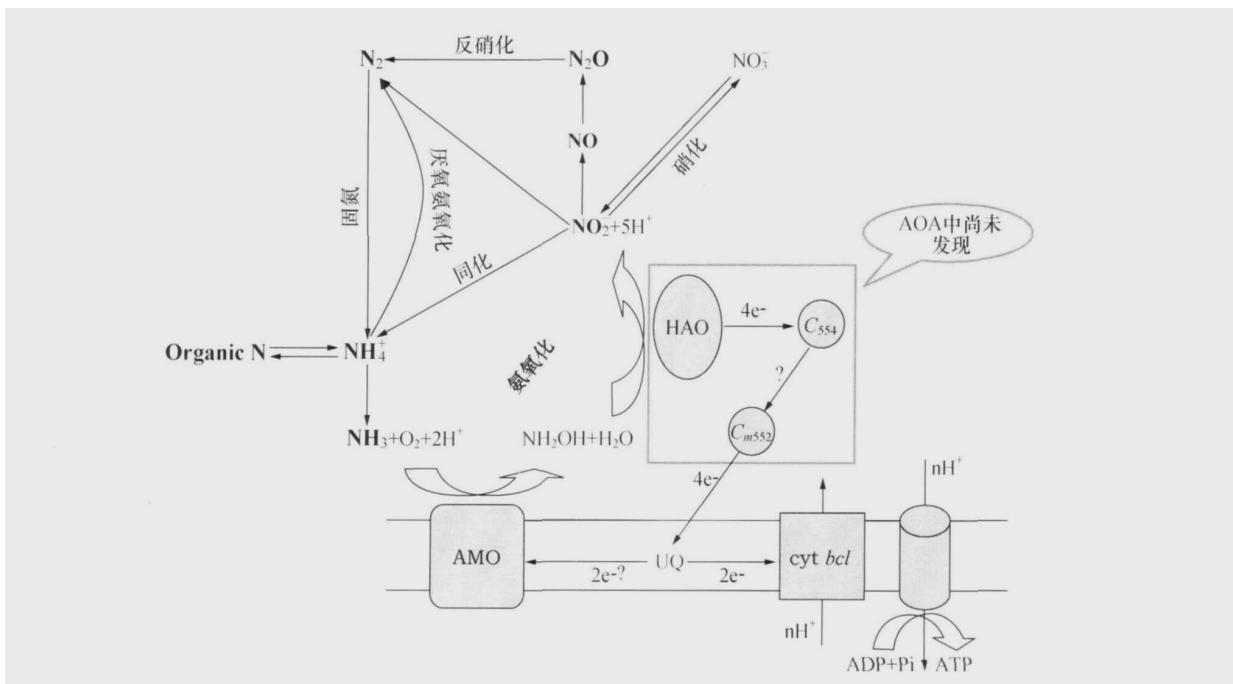 反硝化
N₂
N₂O
NO₃⁻
NO
硝化
固氮
厌氧氨氧化
NO₂⁻+5H⁺
AOA中尚未
发现
同化
HAO
4e-
C₅₅₄
?
Organic N
NH₄⁺
氨氧化
Cₘ₅₅₂
NH₃+O₂+2H⁺
NH₂OH+H₂O
4e-
nH⁺
AMO
UQ
cyt bcl
2e-?
2e-
nH⁺
ADP+Pi
ATP